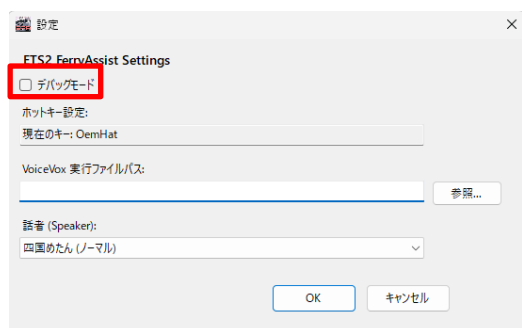 設定
ETS2 FerryAssist Settings
デバッグモード
ホットキー設定:
現在のキー: OemHat
VoiceVox 実行ファイルパス:
参照...
話者 (Speaker):
四国めたん (ノーマル)
OK
キャンセル